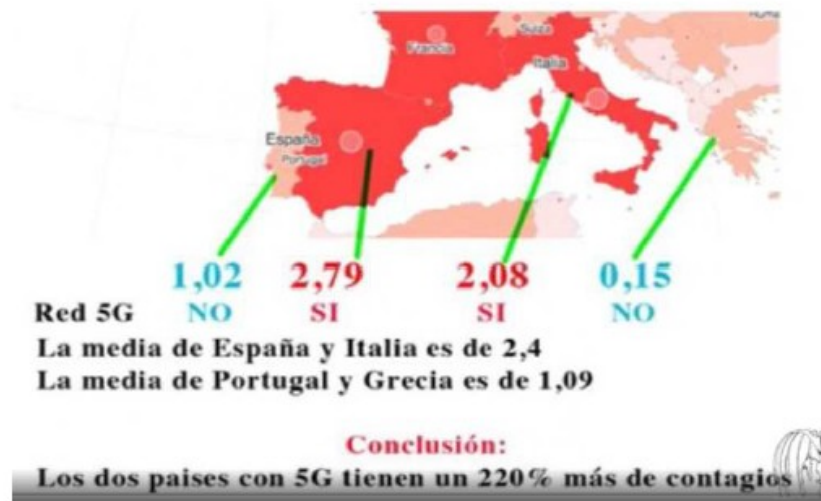 Francia
Suiza
Italia
España
Portugal
1,02 2,79 2,08 0,15
Red 5G NO SI SI NO
La media de España y Italia es de 2,4
La media de Portugal y Grecia es de 1,09
Conclusión:
Los dos paises con 5G tienen un 220% más de contagios